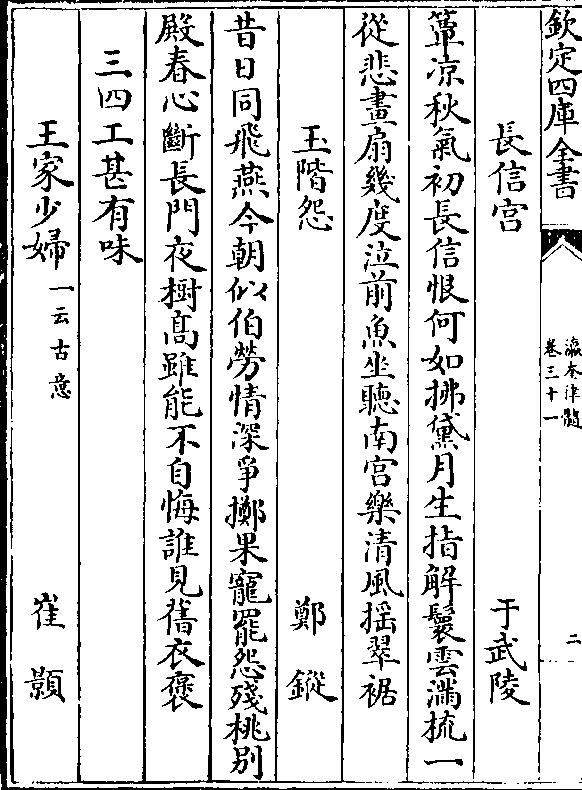 欽定四庫全書
瀛奎律髓
卷三十一
二
長信宫 于武陵
簟凉秋氣初長信恨何如拂黛月生指解鬟雲滿梳一
從悲畫扇幾度泣前魚坐聽南宫樂清風摇翠裾
玉階怨 鄭鏦
昔日同飛燕今朝似伯勞情深爭擲果寵罷怨殘桃别
殿春心斷長門夜樹髙雖能不自悔誰見舊衣褒
三四工甚有味
王家少婦 一云古意 崔顥